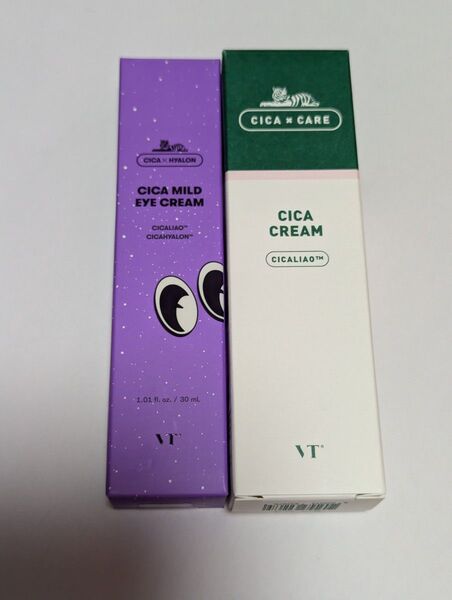 CICA × HYALON
CICA MILD
EYE CREAM
CICALIAO™
CICAHYALON™
1.01 fl. oz. / 30 ml.
VT
CICA × CARE
CICA
CREAM
CICALIAO™
VT®